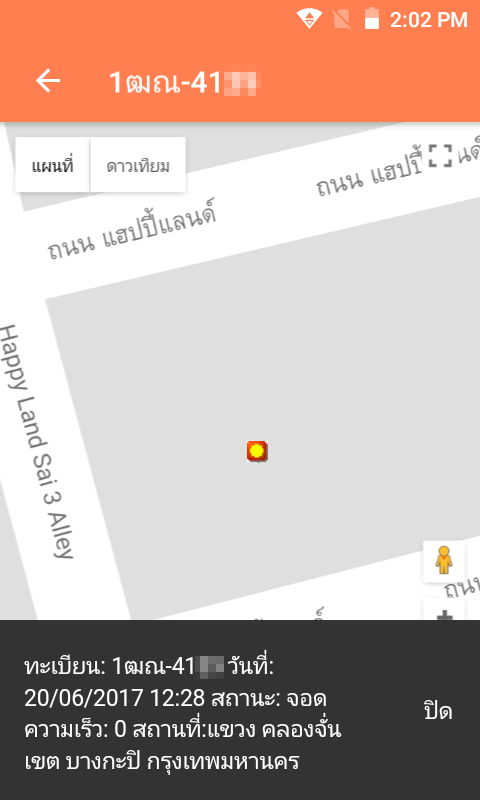 2:02 PM
1ฒณ-41
แผนที่ ดาวเทียม
ถนน แฮปปี้แลนด์
ถนน แฮปปี้
Happy Land Sai 3 Alley
ถนน
ทะเบียน: 1ฒณ-41 วันที่:
20/06/2017 12:28 สถานะ: จอด
ความเร็ว: 0 สถานที่:แขวง คลองจั่น
เขต บางกะปิ กรุงเทพมหานคร
ปิด